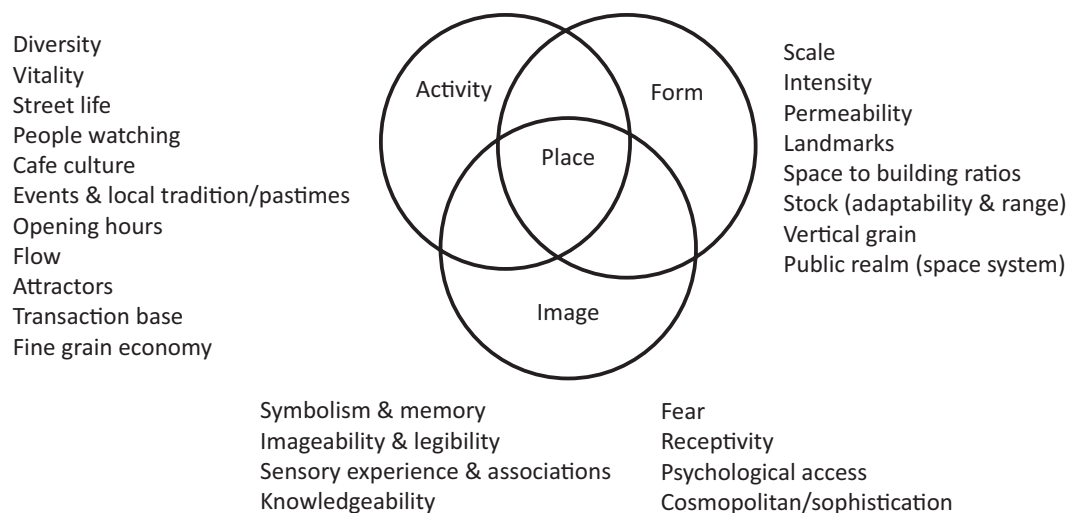 Diversity
Vitality
Street life
People watching
Cafe culture
Events & local tradition/pastimes
Opening hours
Flow
Attractors
Transaction base
Fine grain economy
Activity
Form
Place
Image
Scale
Intensity
Permeability
Landmarks
Space to building ratios
Stock (adaptability & range)
Vertical grain
Public realm (space system)
Symbolism & memory
Imageability & legibility
Sensory experience & associations
Knowledgeability
Fear
Receptivity
Psychological access
Cosmopolitan/sophistication